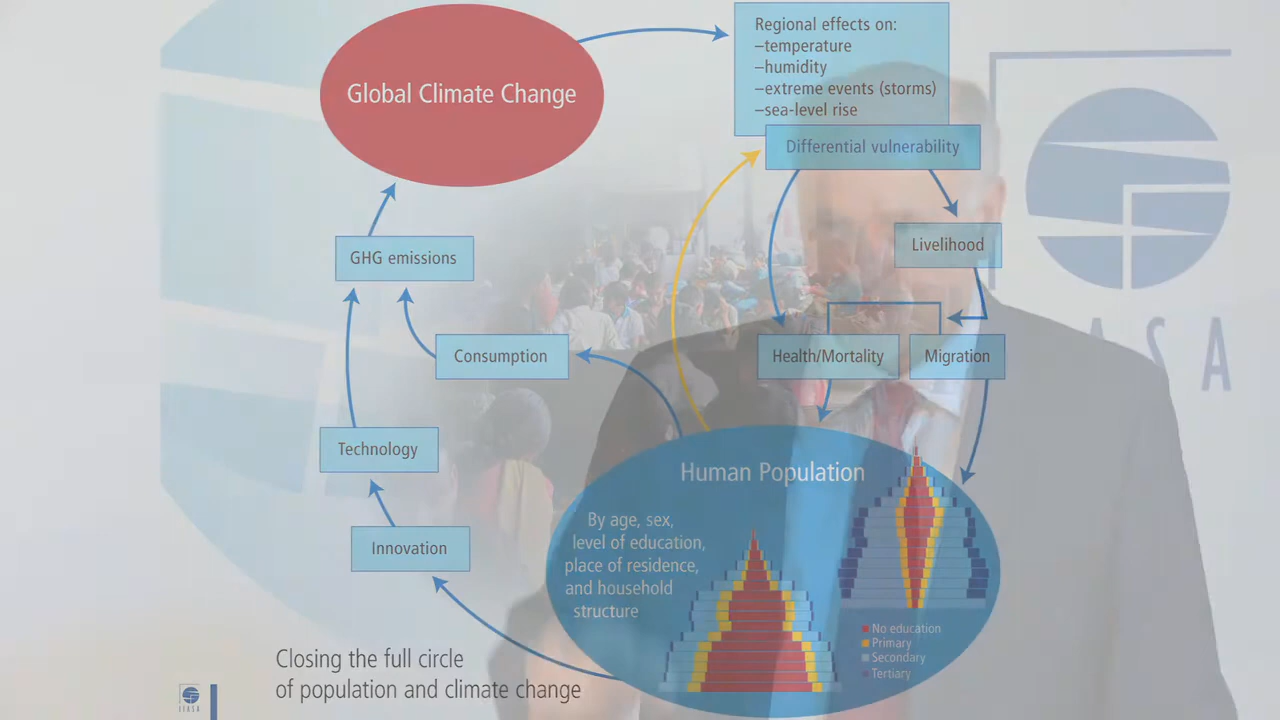 Global Climate Change
Regional effects on:
–temperature
–humidity
–extreme events (storms)
–sea-level rise
Differential vulnerability
Livelihood
GHG emissions
Consumption
Health/Mortality
Migration
Technology
Innovation
Human Population
By age, sex,
level of education,
place of residence,
and household
structure
No education
Primary
Secondary
Tertiary
Closing the full circle
of population and climate change
IIASA
ASA